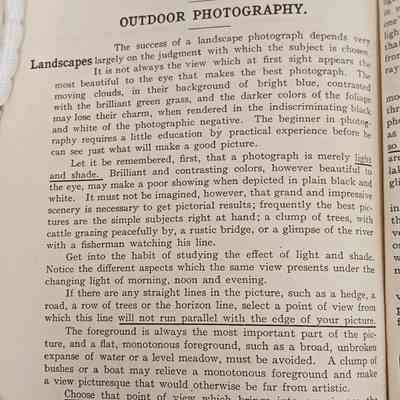 OUTDOOR PHOTOGRAPHY.
The success of a landscape photograph depends very
Landscapes largely on the judgment with which the subject is chosen.
It is not always the view which at first sight appears the
most beautiful to the eye that makes the best photograph. The
moving clouds, in their background of bright blue, contrasted
with the brilliant green grass, and the darker colors of the foliage
may lose their charm, when rendered in the indiscriminating black
and white of the photographic negative. The beginner in photog-
raphy requires a little education by practical experience before he
can see just what will make a good picture.
Let it be remembered, first, that a photograph is merely light
and shade. Brilliant and contrasting colors, however beautiful to
the eye, may make a poor showing when depicted in plain black and
white. It must not be imagined, however, that grand and impressive
scenery is necessary to get pictorial results; frequently the best pic-
tures are the simple subjects right at hand; a clump of trees, with
cattle grazing peacefully by, a rustic bridge, or a glimpse of the river
with a fisherman watching his line.
Get into the habit of studying the effect of light and shade.
Notice the different aspects which the same view presents under the
changing light of morning, noon and evening.
If there are any straight lines in the picture, such as a hedge, a
road, a row of trees or the horizon line, select a point of view from
which this line will not run parallel with the edge of your picture.
The foreground is always the most important part of the pic-
ture, and a flat, monotonous foreground, such as a broad, unbroken
expanse of water or a level meadow, must be avoided. A clump of
bushes or a boat may relieve a monotonous foreground and make
a view picturesque that would otherwise be far from artistic.
Choose that point of view which brings